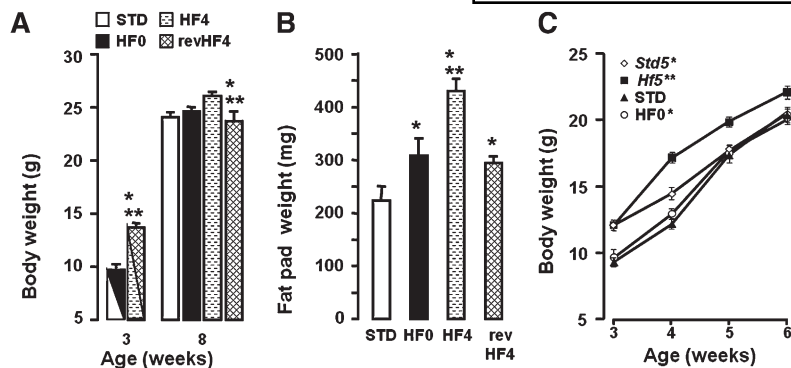 A
STD HF4
HF0 revHF4
Body weight (g)
30
25
20
15
10
5
*
**
*
**
3 8
Age (weeks)
B
Fat pad weight (mg)
500
400
300
200
100
0
*
*
**
*
STD HF0 HF4 rev
HF4
C
Body weight (g)
25
20
15
10
5
Std5*
Hf5**
STD
HF0*
3 4 5 6
Age (weeks)